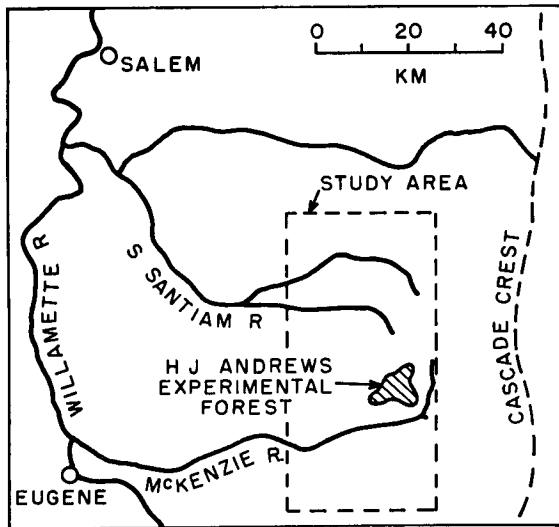 0 20 40
KM
SALEM
STUDY AREA
WILLAMETTE R
S SANTIAM R
CASCADE CREST
H J ANDREWS
EXPERIMENTAL
FOREST
McKENZIE R.
EUGENE